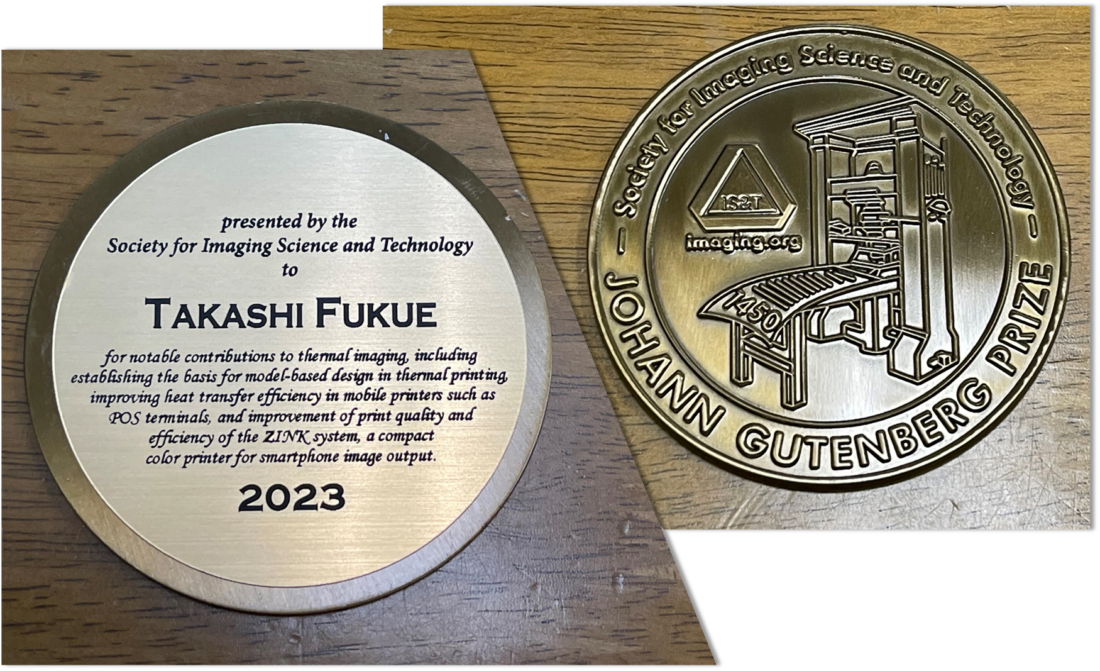 presented by the
Society for Imaging Science and Technology
to
TAKASHI FUKUE
for notable contributions to thermal imaging, including
establishing the basis for model-based design in thermal printing,
improving heat transfer efficiency in mobile printers such as
POS terminals, and improvement of print quality and
efficiency of the ZINK system, a compact
color printer for smartphone image output.
2023
– Society for Imaging Science and Technology –
IS&T
imaging.org
1450
JOHANN GUTENBERG PRIZE